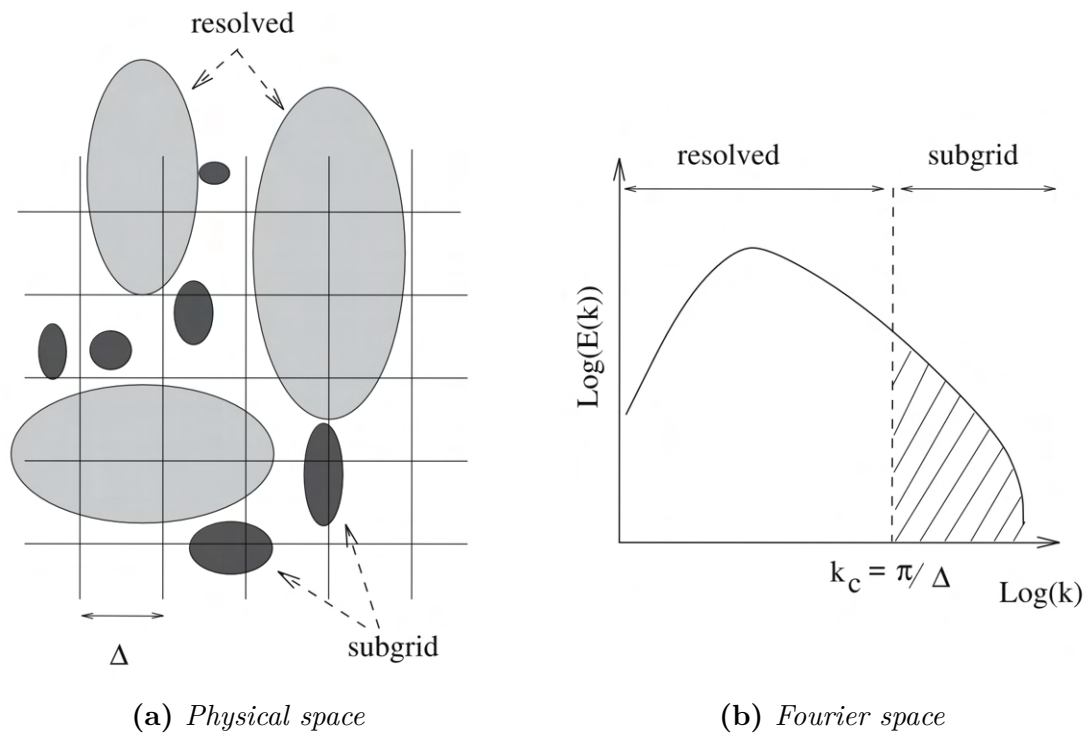 resolved
subgrid
Δ
(a) Physical space
resolved
subgrid
Log(E(k))
k_c = π/ Δ
Log(k)
(b) Fourier space